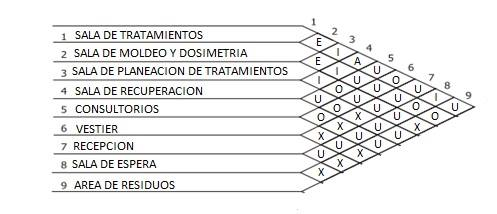 1 SALA DE TRATAMIENTOS
2 SALA DE MOLDEO Y DOSIMETRIA
3 SALA DE PLANEACION DE TRATAMIENTOS
4 SALA DE RECUPERACION
5 CONSULTORIOS
6 VESTIER
7 RECEPCION
8 SALA DE ESPERA
9 AREA DE RESIDUOS
1
2
3
4
5
6
7
8
9
E
I
E A
I U
I U O
O U U
U U U I
O U O U
O X U O
X U U
X U X
U X
U X
X
X